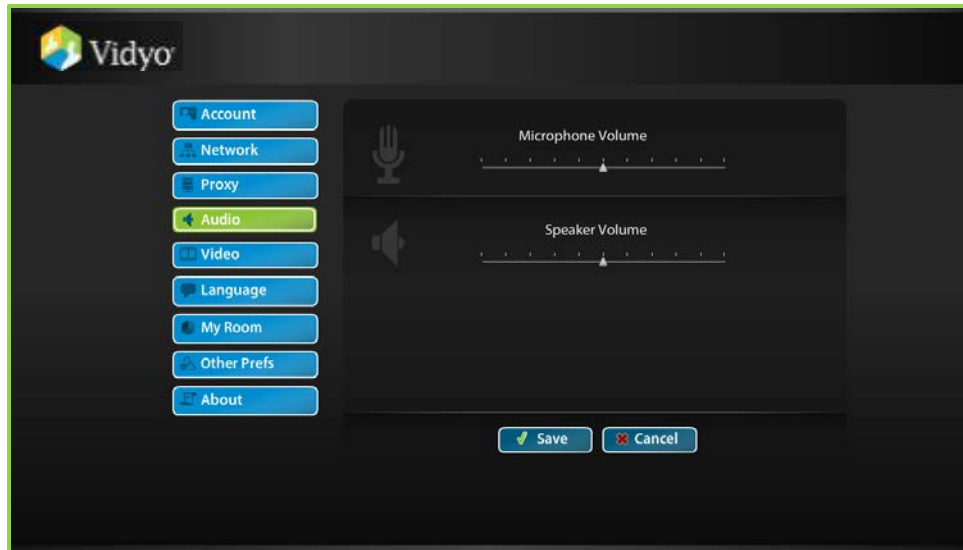 Vidyo
Account
Network
Proxy
Audio
Video
Language
My Room
Other Prefs
About
Microphone Volume
Speaker Volume
Save
Cancel